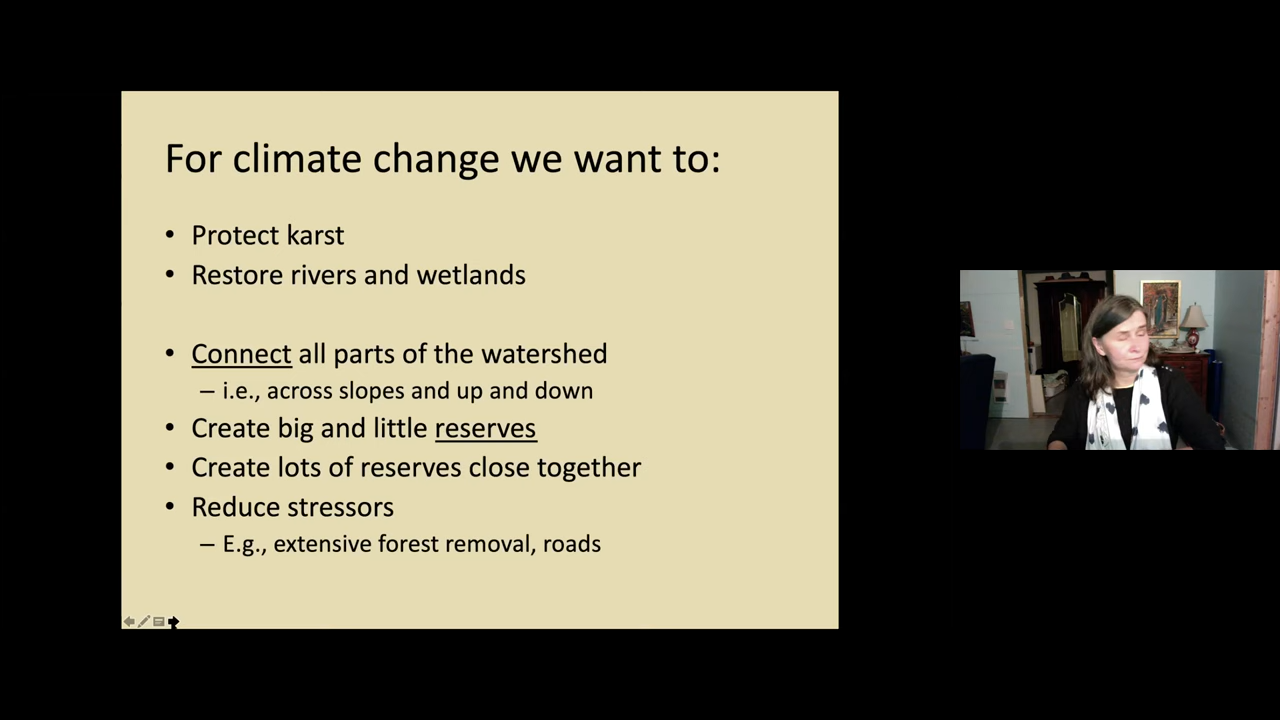 For climate change we want to:
• Protect karst
• Restore rivers and wetlands
• Connect all parts of the watershed
– i.e., across slopes and up and down
• Create big and little reserves
• Create lots of reserves close together
• Reduce stressors
– E.g., extensive forest removal, roads